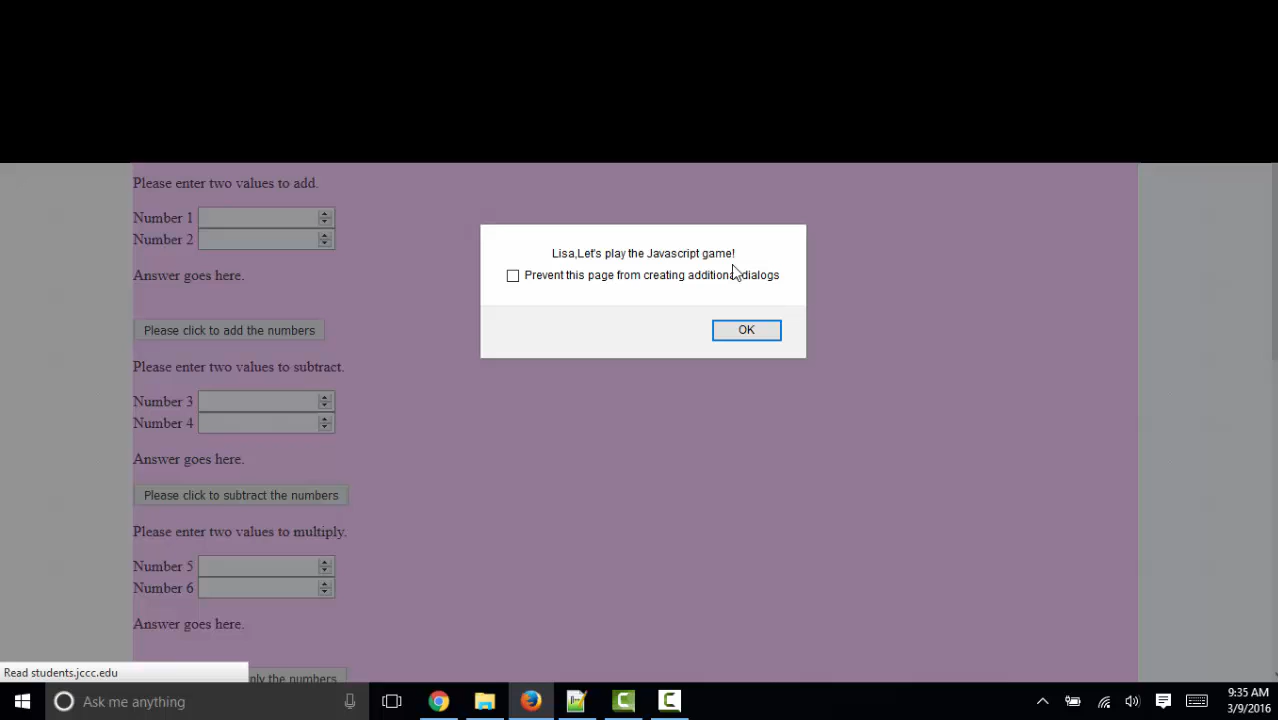 Please enter two values to add.
Number 1
Number 2
Answer goes here.
Please click to add the numbers
Please enter two values to subtract.
Number 3
Number 4
Answer goes here.
Please click to subtract the numbers
Please enter two values to multiply.
Number 5
Number 6
Answer goes here.
the numbers
Lisa,Let's play the Javascript game!
Prevent this page from creating additional dialogs
OK
Read students.jccc.edu
Ask me anything
9:35 AM
3/9/2016